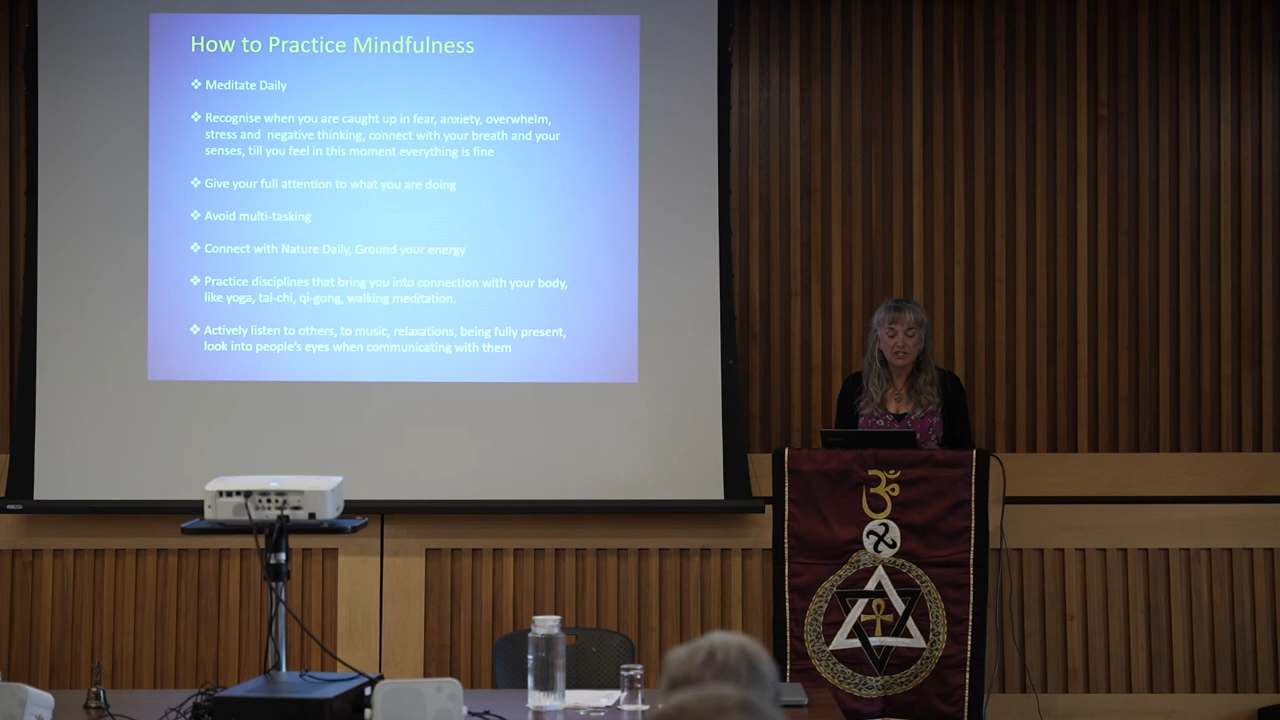 How to Practice Mindfulness
❖ Meditate Daily
❖ Recognise when you are caught up in fear, anxiety, overwhelm,
stress and negative thinking, connect with your breath and your
senses, till you feel in this moment everything is fine
❖ Give your full attention to what you are doing
❖ Avoid multi-tasking
❖ Connect with Nature Daily, Ground your energy
❖ Practice disciplines that bring you into connection with your body,
like yoga, tai-chi, qi-gong, walking meditation.
❖ Actively listen to others, to music, relaxations, being fully present,
look into people's eyes when communicating with them
ॐ